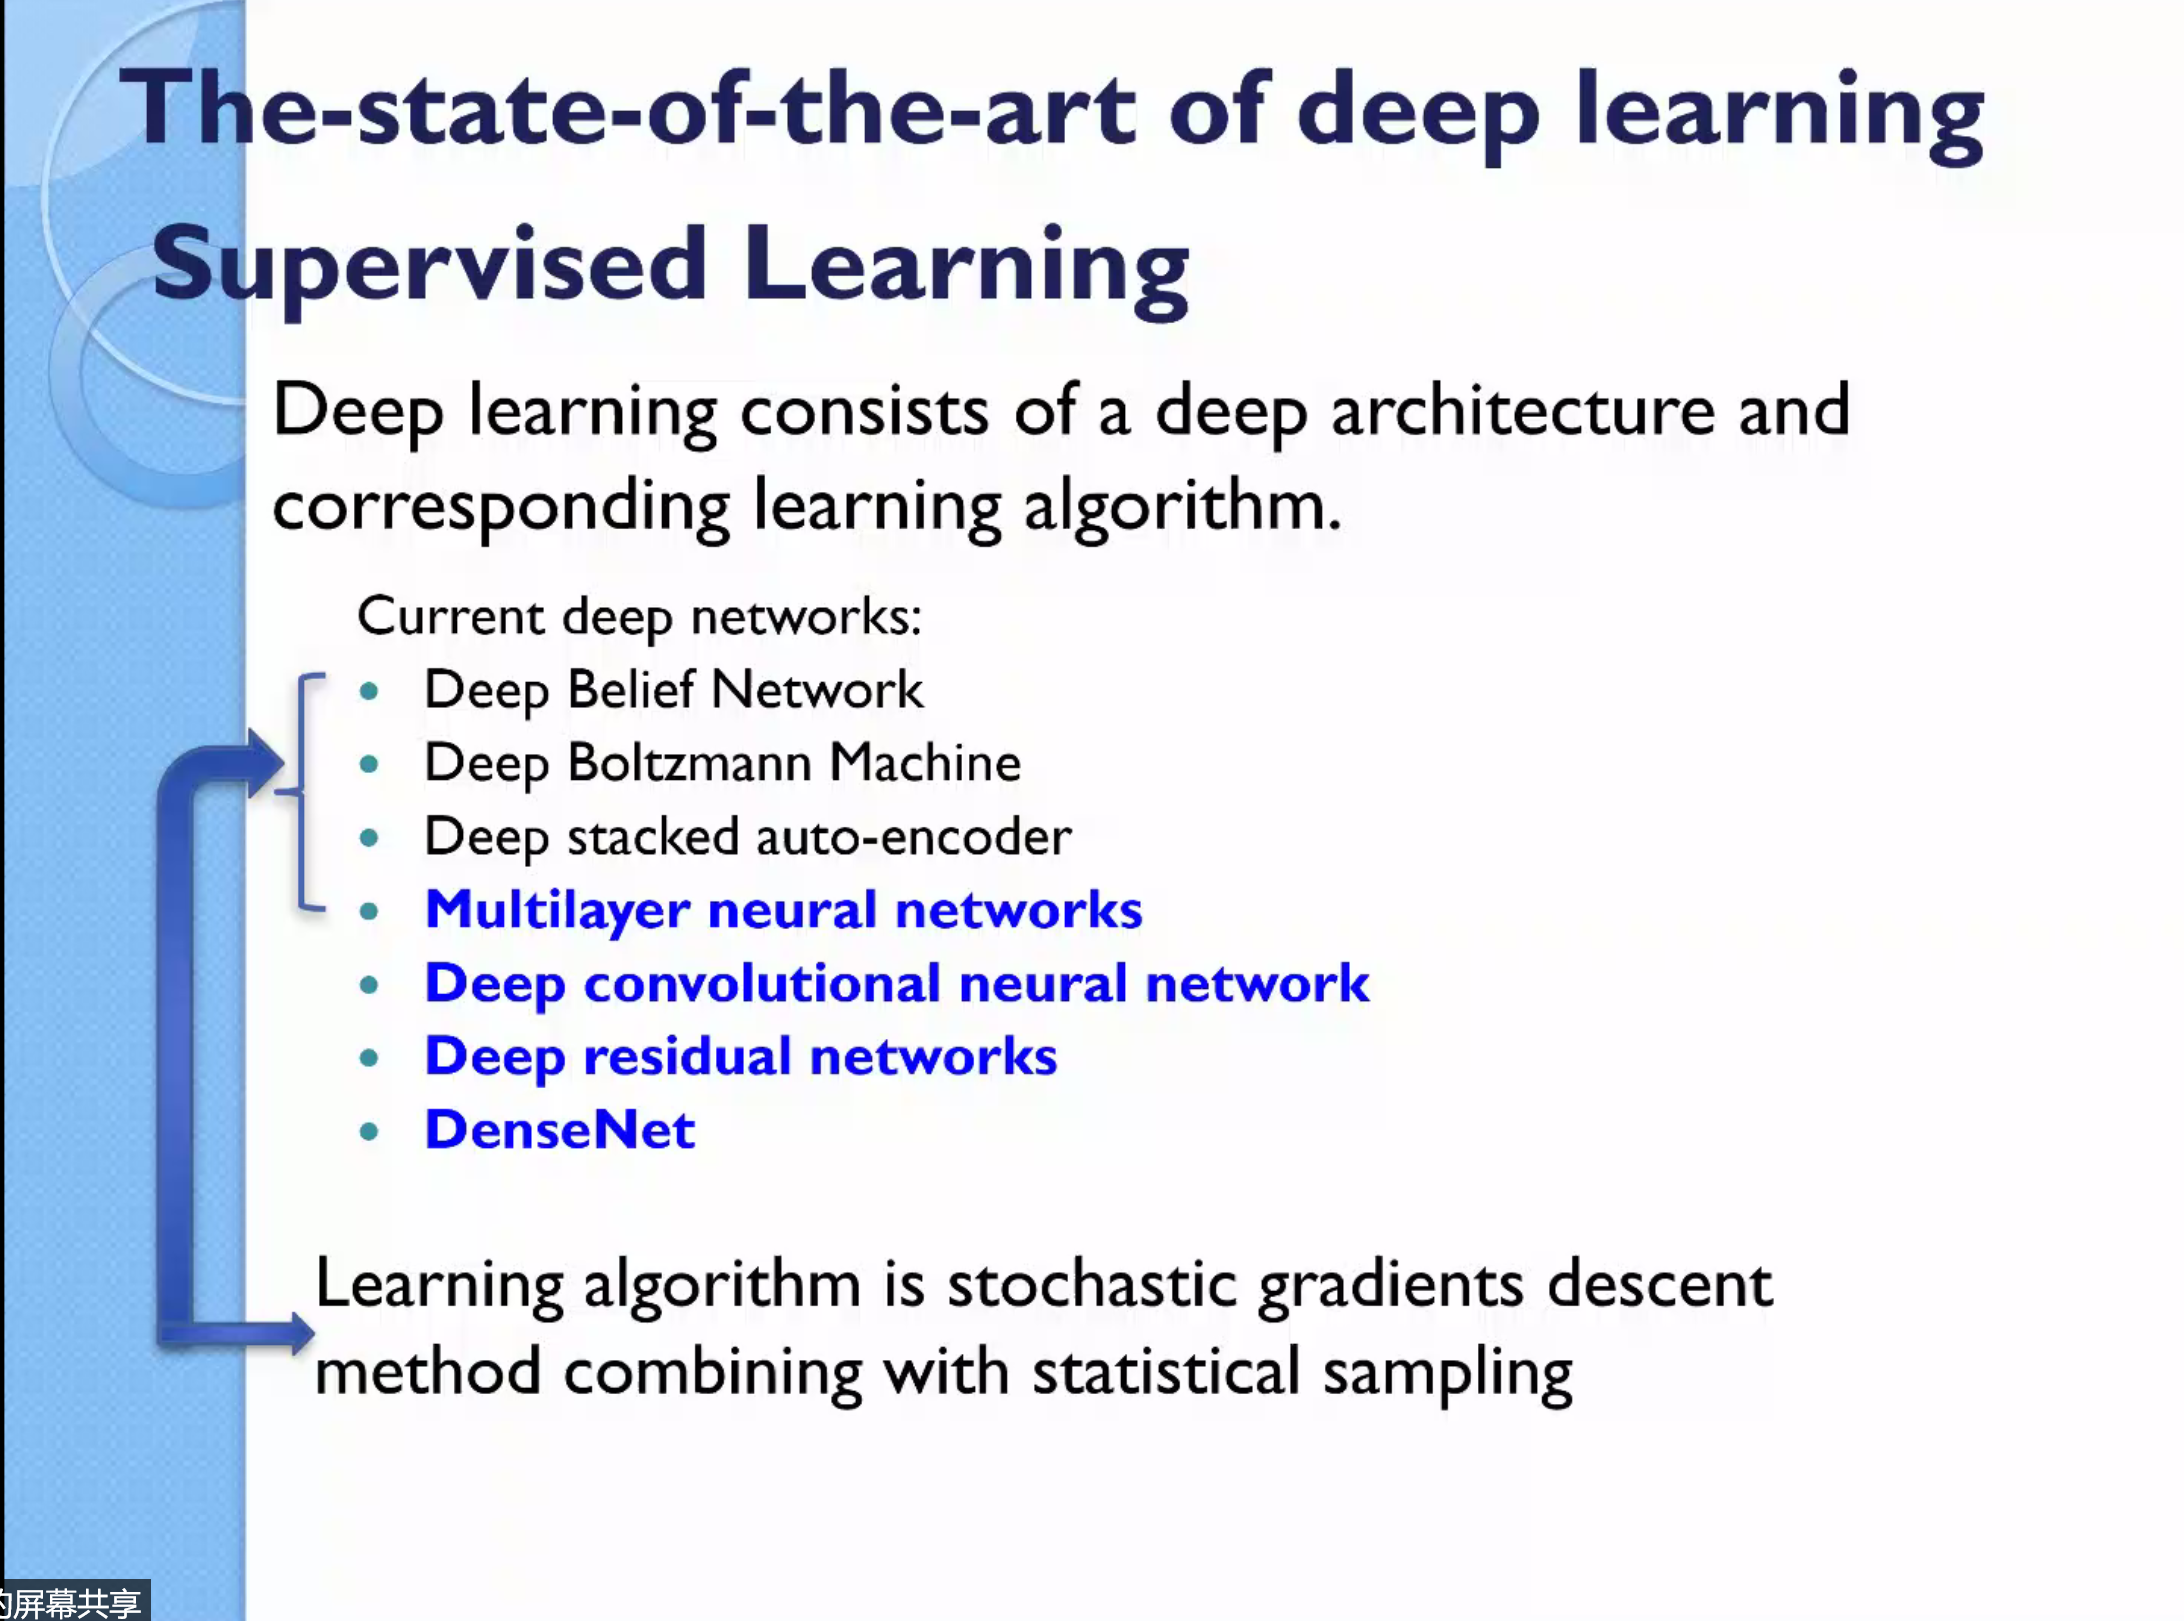 The-state-of-the-art of deep learning
Supervised Learning
Deep learning consists of a deep architecture and
corresponding learning algorithm.
Current deep networks:
• Deep Belief Network
• Deep Boltzmann Machine
• Deep stacked auto-encoder
• Multilayer neural networks
• Deep convolutional neural network
• Deep residual networks
• DenseNet
Learning algorithm is stochastic gradients descent
method combining with statistical sampling
的屏幕共享